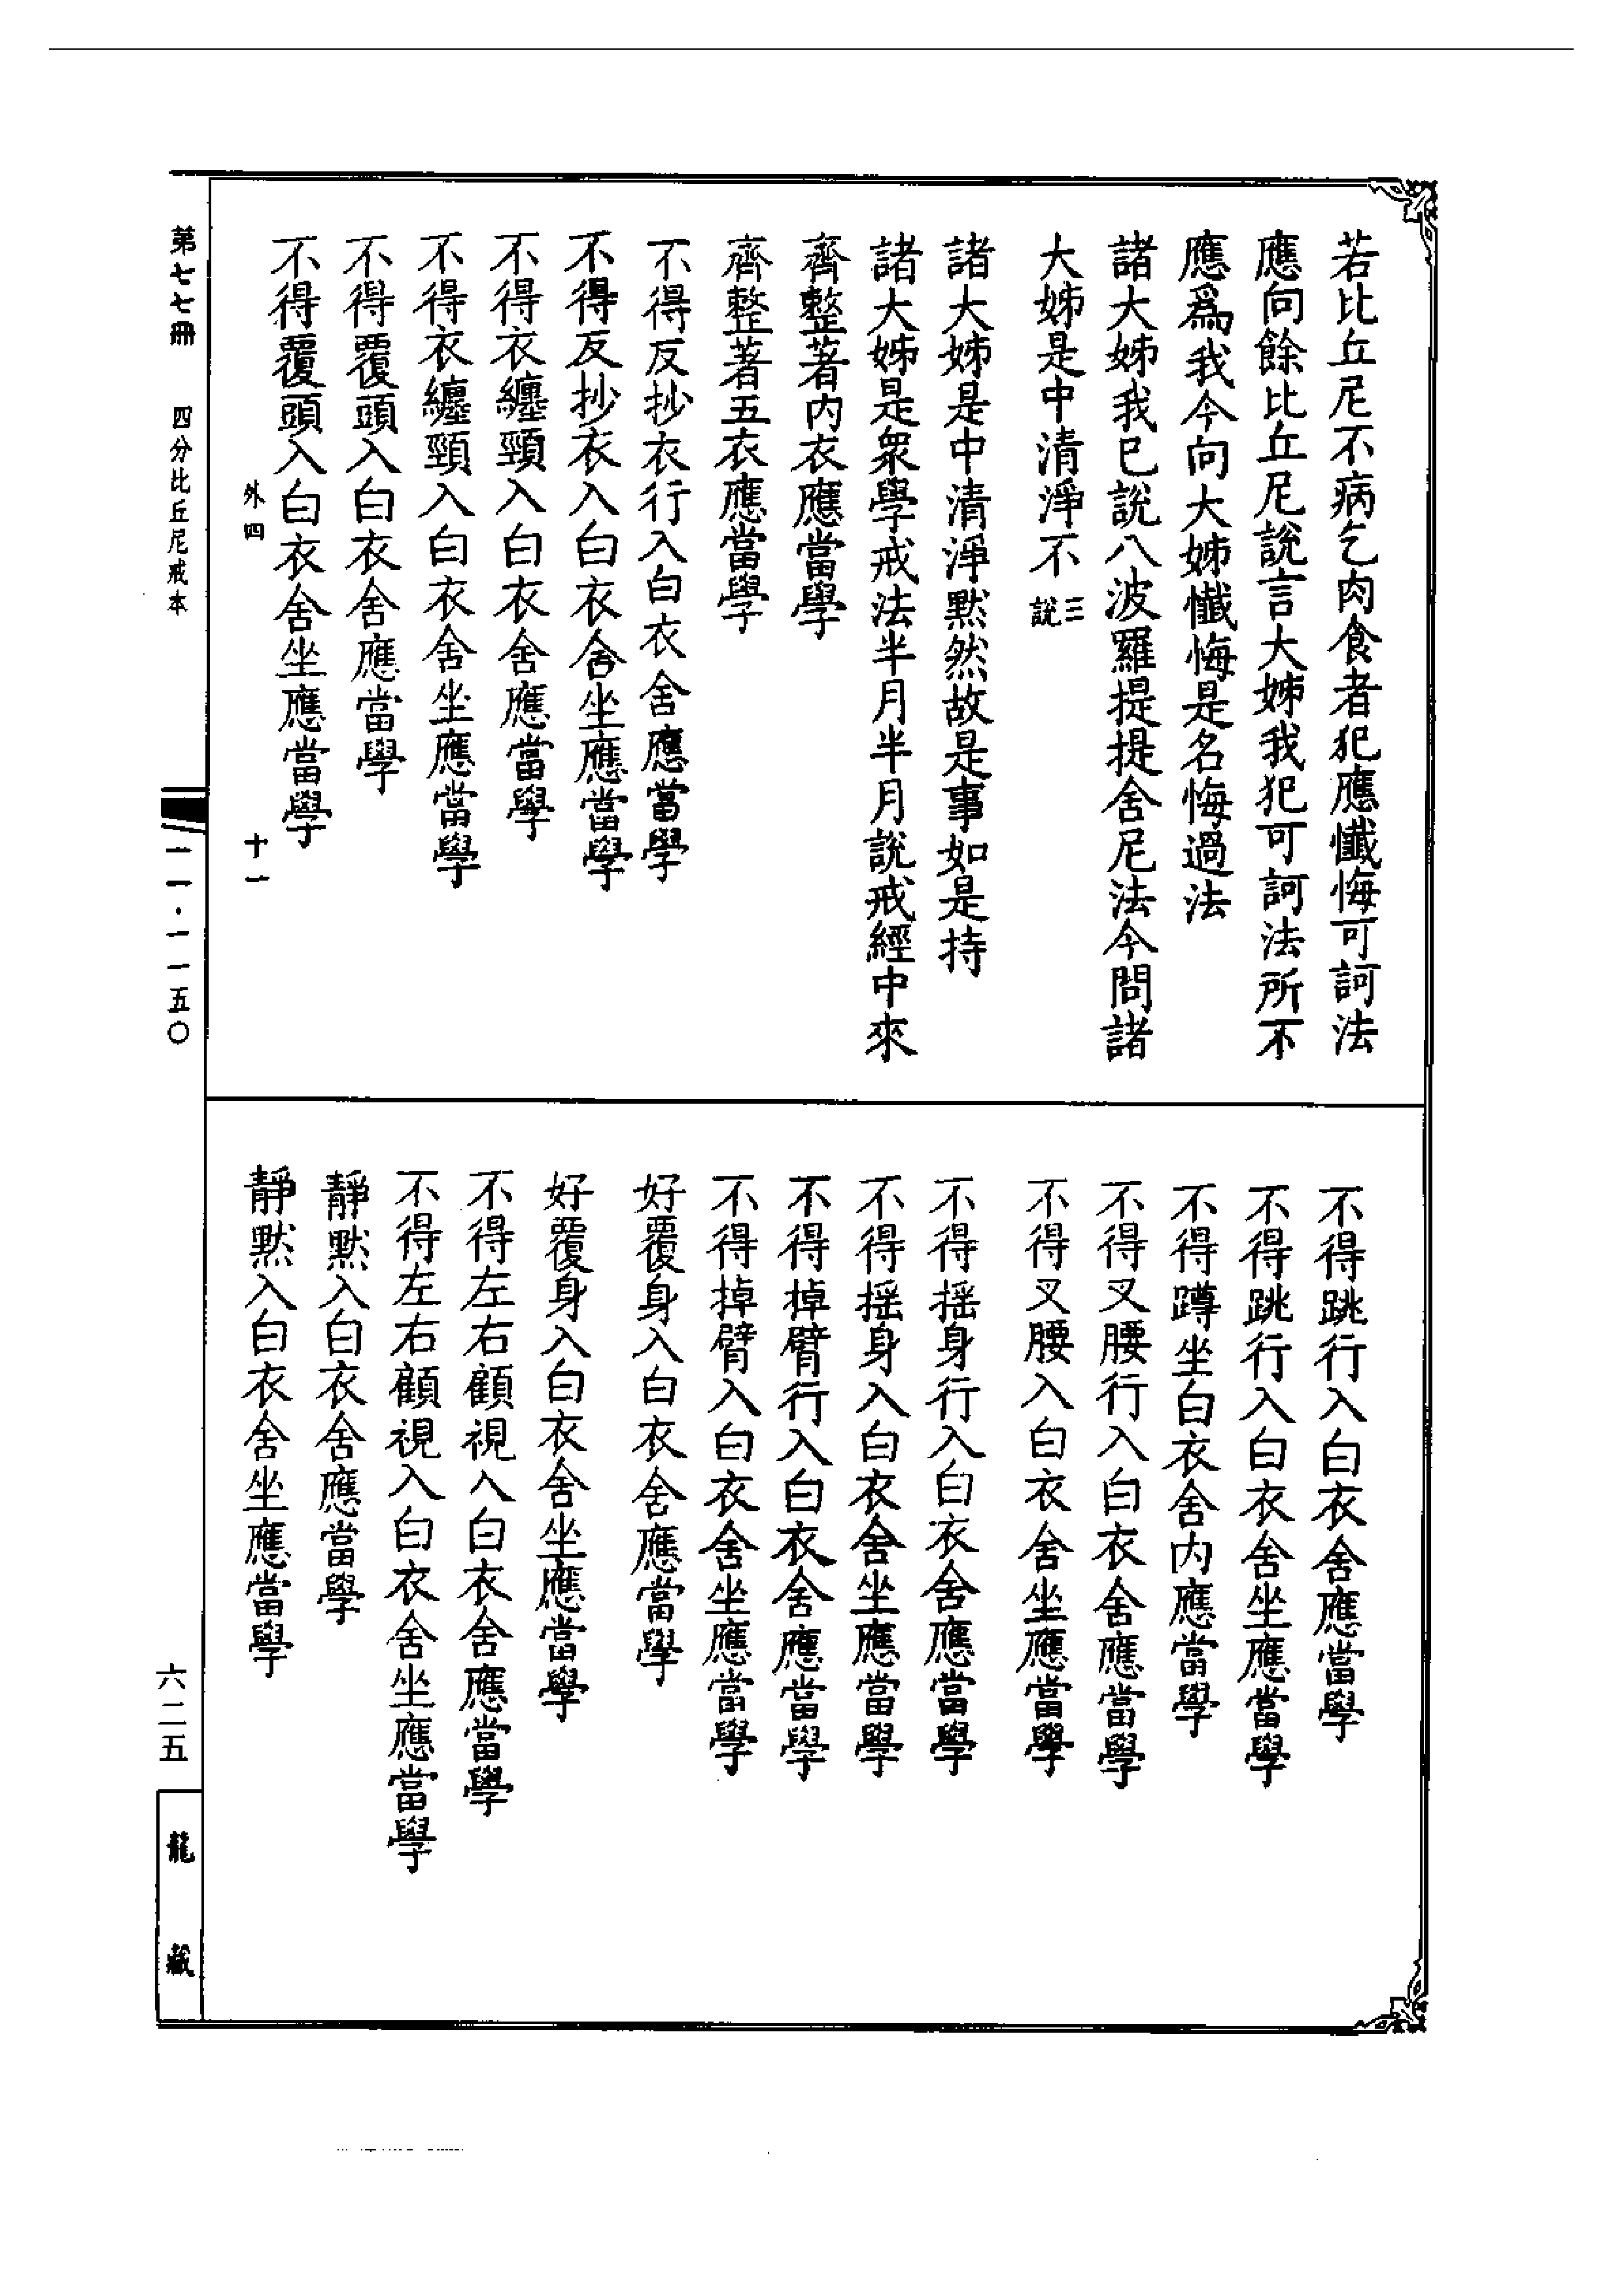 若比丘尼不病乞肉食者犯應懺悔可訶法
應向餘比丘尼說言大姊我犯可訶法所不
應爲我今向大姊懺悔是名悔過法
諸大姊我已說八波羅提提舍尼法今問諸
大姊是中清淨不三說
諸大姊是中清淨默然故是事如是持
諸大姊是衆學戒法半月半月說戒經中來
齊整著內衣應當學
齊整著五衣應當學
不得反抄衣行入白衣舍應當學
不得反抄衣入白衣舍坐應當學
不得衣纏頸入白衣舍應當學
不得衣纏頸入白衣舍坐應當學
不得覆頭入白衣舍應當學
不得覆頭入白衣舍坐應當學
外四 十一
不得跳行入白衣舍應當學
不得跳行入白衣舍坐應當學
不得蹲坐白衣舍內應當學
不得叉腰行入白衣舍應當學
不得叉腰入白衣舍坐應當學
不得搖身行入白衣舍應當學
不得搖身入白衣舍坐應當學
不得掉臂行入白衣舍應當學
不得掉臂入白衣舍坐應當學
好覆身入白衣舍應當學
好覆身入白衣舍坐應當學
不得左右顧視入白衣舍應當學
不得左右顧視入白衣舍坐應當學
靜默入白衣舍應當學
靜默入白衣舍坐應當學
第七七冊 四分比丘尼戒本 一一·一一五〇 六二五 龍藏